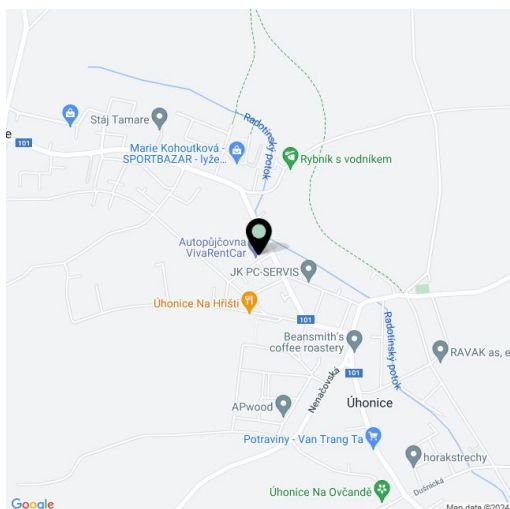 Stáj Tamare
e
101
Marie Kohoutková -
SPORTBAZAR - lyže…
Radotínský potok
Rybník s vodníkem
Autopůjčovna
VivaRentCar
JK PC-SERVIS
Úhonice Na Hřišti
101
Beansmith's
coffee roastery
Radotínský potok
RAVAK as, e
101
Nenačovská
APwood
Úhonice
Potraviny - Van Trang Ta
horakstrechy
Dušnická
Úhonice Na Ovčandě
Google
Map data ©2024